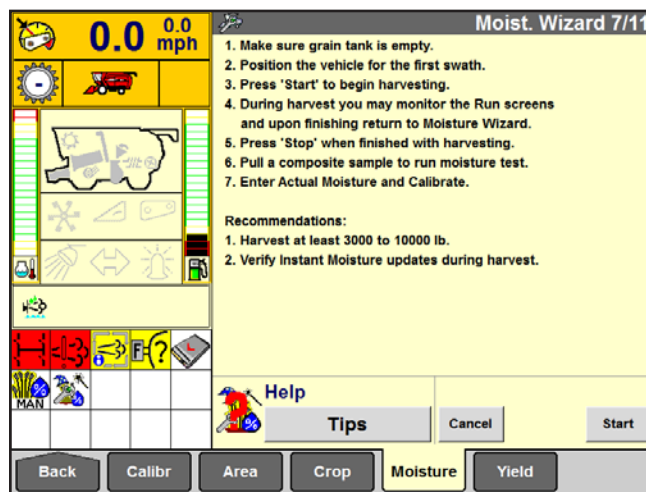 0.0
0.0
mph
Moist. Wizard 7/11
1. Make sure grain tank is empty.
2. Position the vehicle for the first swath.
3. Press 'Start' to begin harvesting.
4. During harvest you may monitor the Run screens
and upon finishing return to Moisture Wizard.
5. Press 'Stop' when finished with harvesting.
6. Pull a composite sample to run moisture test.
7. Enter Actual Moisture and Calibrate.
Recommendations:
1. Harvest at least 3000 to 10000 lb.
2. Verify Instant Moisture updates during harvest.
F(?
L
%
MAN
%
?
%
Help
Tips
Cancel
Start
Back
Calibr
Area
Crop
Moisture
Yield